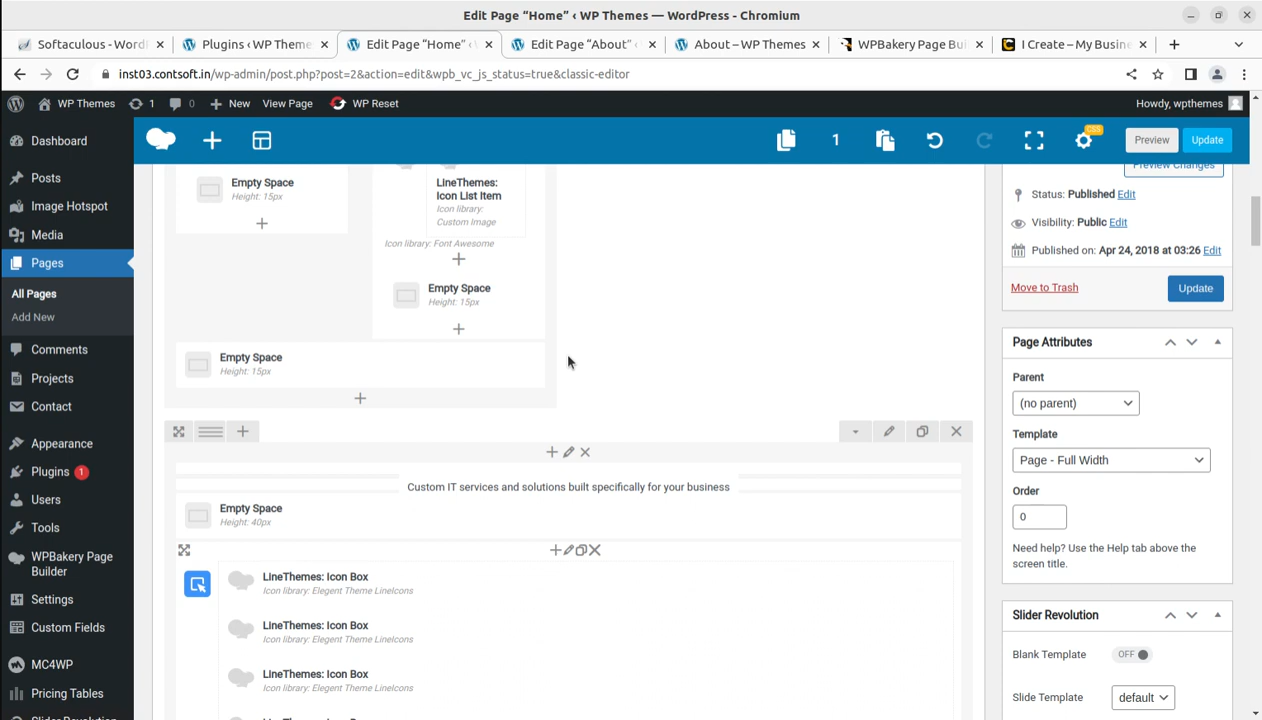 Edit Page “Home” ‹ WP Themes — WordPress - Chromium
Softaculous - Word
Plugins ‹ WP Theme
Edit Page “Home” ‹
Edit Page “About” ‹
About – WP Themes
WPBakery Page Bu
I Create – My Busin
inst03.contsoft.in/wp-admin/post.php?post=2&action=edit&wpb_vc_js_status=true&classic-editor
WP Themes
1
0
New
View Page
WP Reset
Howdy, wpthemes
Dashboard
Posts
Image Hotspot
Media
Pages
All Pages
Add New
Comments
Projects
Contact
Appearance
Plugins 1
Users
Tools
WPBakery Page
Builder
Settings
Custom Fields
MC4WP
Pricing Tables
Slider Revolution
1
CSS
Preview
Update
Empty Space
Height: 15px
LineThemes:
Icon List Item
Icon library:
Custom Image
Icon library: Font Awesome
Empty Space
Height: 15px
Empty Space
Height: 15px
Custom IT services and solutions built specifically for your business
Empty Space
Height: 40px
LineThemes: Icon Box
Icon library: Elegent Theme LineIcons
LineThemes: Icon Box
Icon library: Elegent Theme LineIcons
LineThemes: Icon Box
Icon library: Elegent Theme LineIcons
Preview Changes
Status: Published Edit
Visibility: Public Edit
Published on: Apr 24, 2018 at 03:26 Edit
Move to Trash
Update
Page Attributes
Parent
(no parent)
Template
Page - Full Width
Order
0
Need help? Use the Help tab above the
screen title.
Slider Revolution
Blank Template
OFF
Slide Template
default